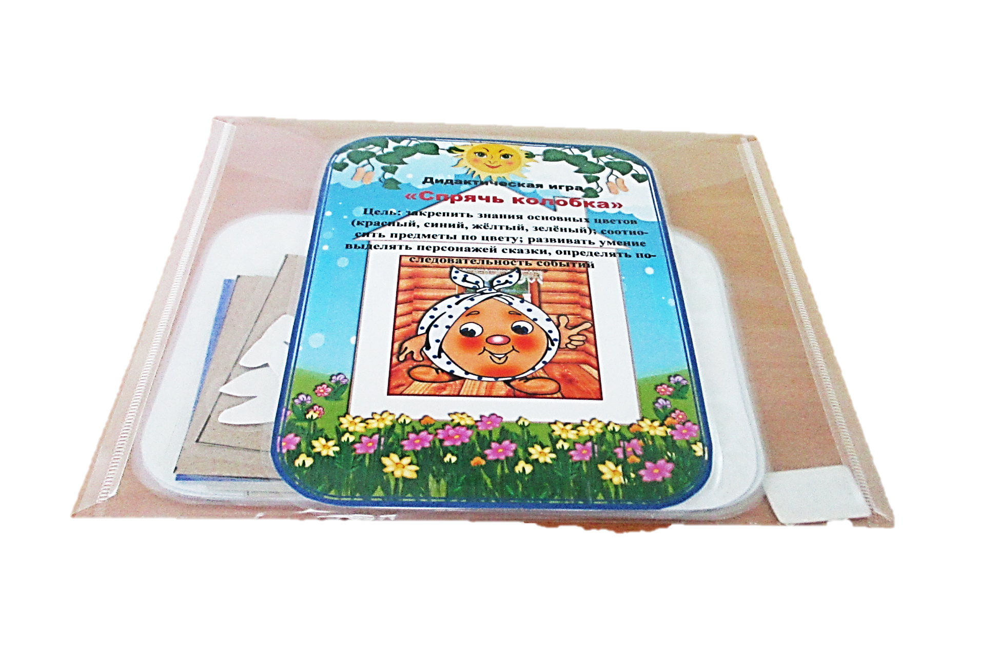 Дидактическая игра
«Спрячь колобка»
Цель: закрепить знания основных цветов
(красный, синий, жёлтый, зелёный); соотно-
сить предметы по цвету; развивать умение
выделять персонажей сказки, определять по-
следовательность событий